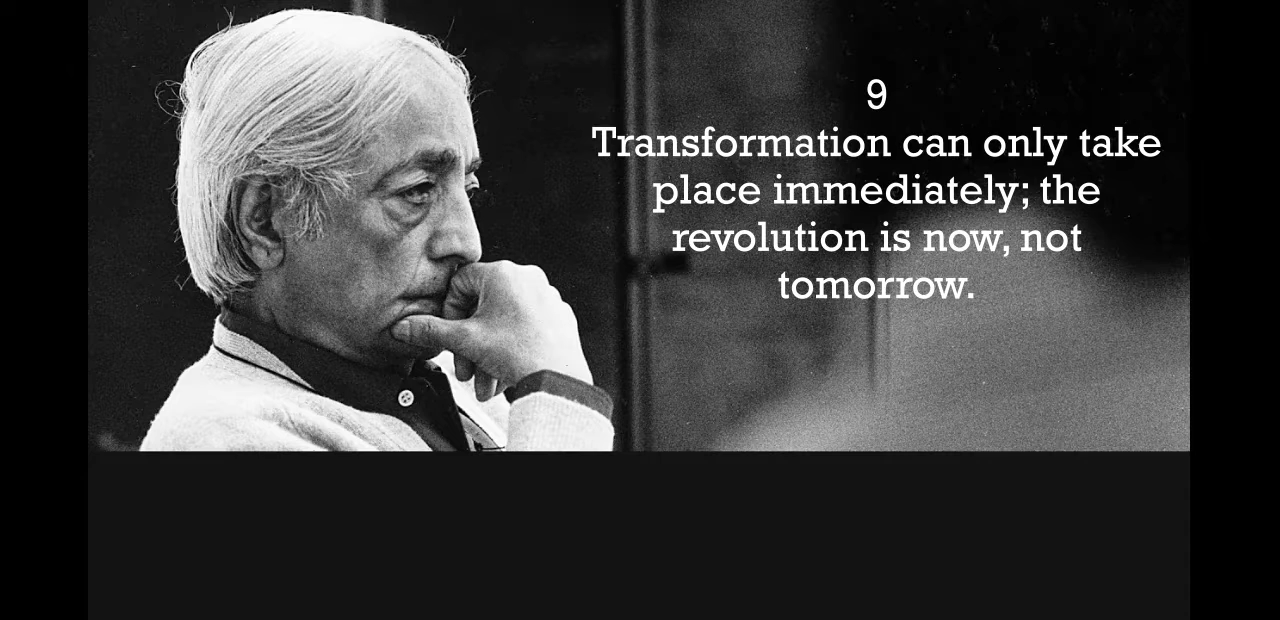 9
Transformation can only take
place immediately; the
revolution is now, not
tomorrow.